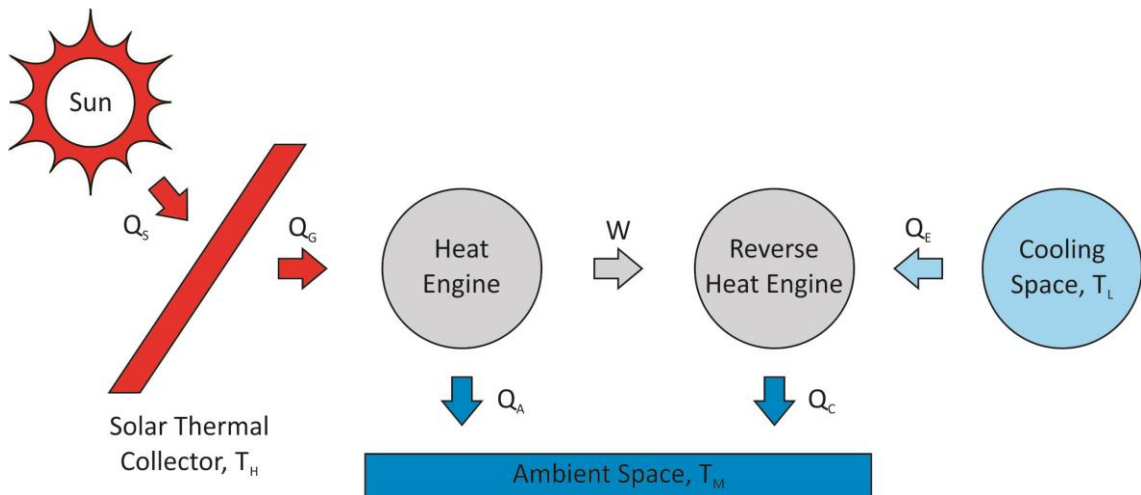 Sun
Q_S
Solar Thermal
Collector, T_H
Q_G
Heat
Engine
W
Reverse
Heat Engine
Q_E
Cooling
Space, T_L
Q_A
Q_C
Ambient Space, T_M